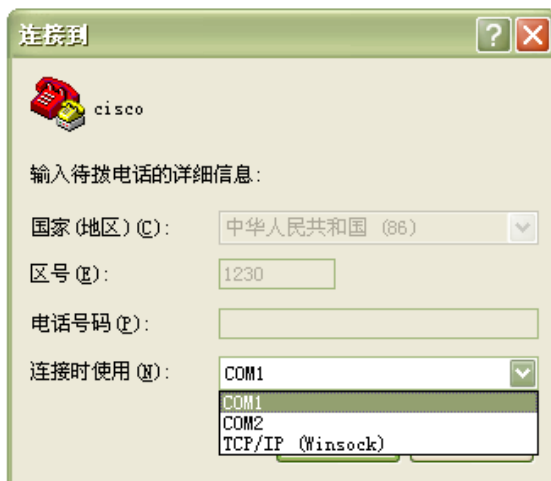 连接到
cisco
输入待拨电话的详细信息:
国家(地区)(C): 中华人民共和国 (86)
区号(E): 1230
电话号码(P):
连接时使用(N): COM1
COM1
COM2
TCP/IP (Winsock)